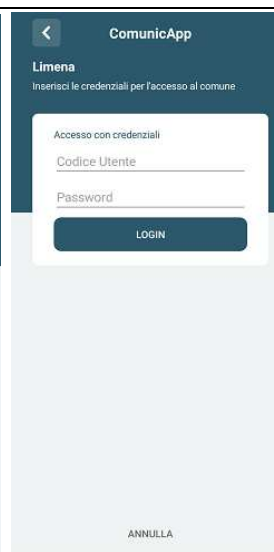 ComunicApp
Limena
Inserisci le credenziali per l'accesso al comune
Accesso con credenziali
Codice Utente
Password
LOGIN
ANNULLA